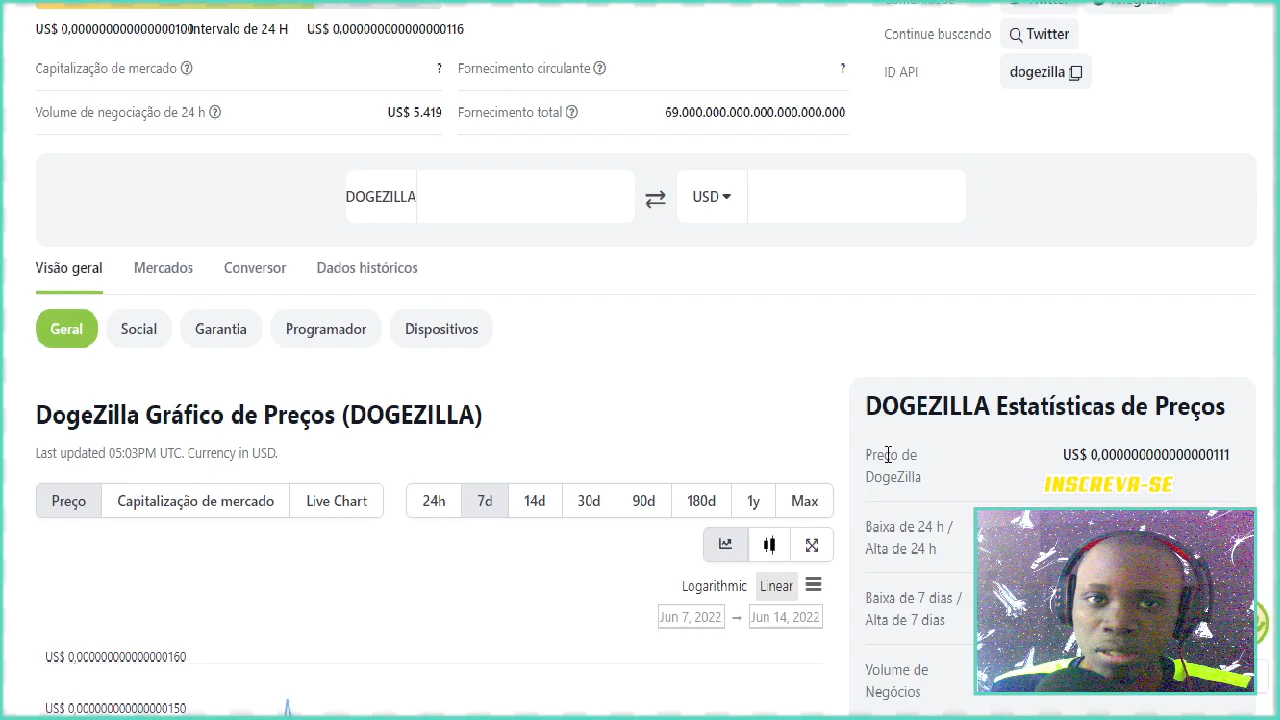 US$ 0,0000000000000000100 Intervalo de 24 H US$ 0,0000000000000000116
Continue buscando Twitter
Capitalização de mercado ? Fornecimento circulante ?
ID API dogezilla
Volume de negociação de 24 h US$ 5.419 Fornecimento total 69.000.000.000.000.000.000.000
DOGEZILLA USD
Visão geral Mercados Conversor Dados históricos
Geral Social Garantia Programador Dispositivos
DogeZilla Gráfico de Preços (DOGEZILLA)
Last updated 05:03PM UTC. Currency in USD.
Preço Capitalização de mercado Live Chart 24h 7d 14d 30d 90d 180d 1y Max
Logarithmic Linear
Jun 7, 2022 → Jun 14, 2022
US$ 0,0000000000000000160
US$ 0,0000000000000000150
DOGEZILLA Estatísticas de Preços
Preço de
DogeZilla
US$ 0,0000000000000000111
INSCREVA-SE
Baixa de 24 h /
Alta de 24 h
Baixa de 7 dias /
Alta de 7 dias
Volume de
Negócios